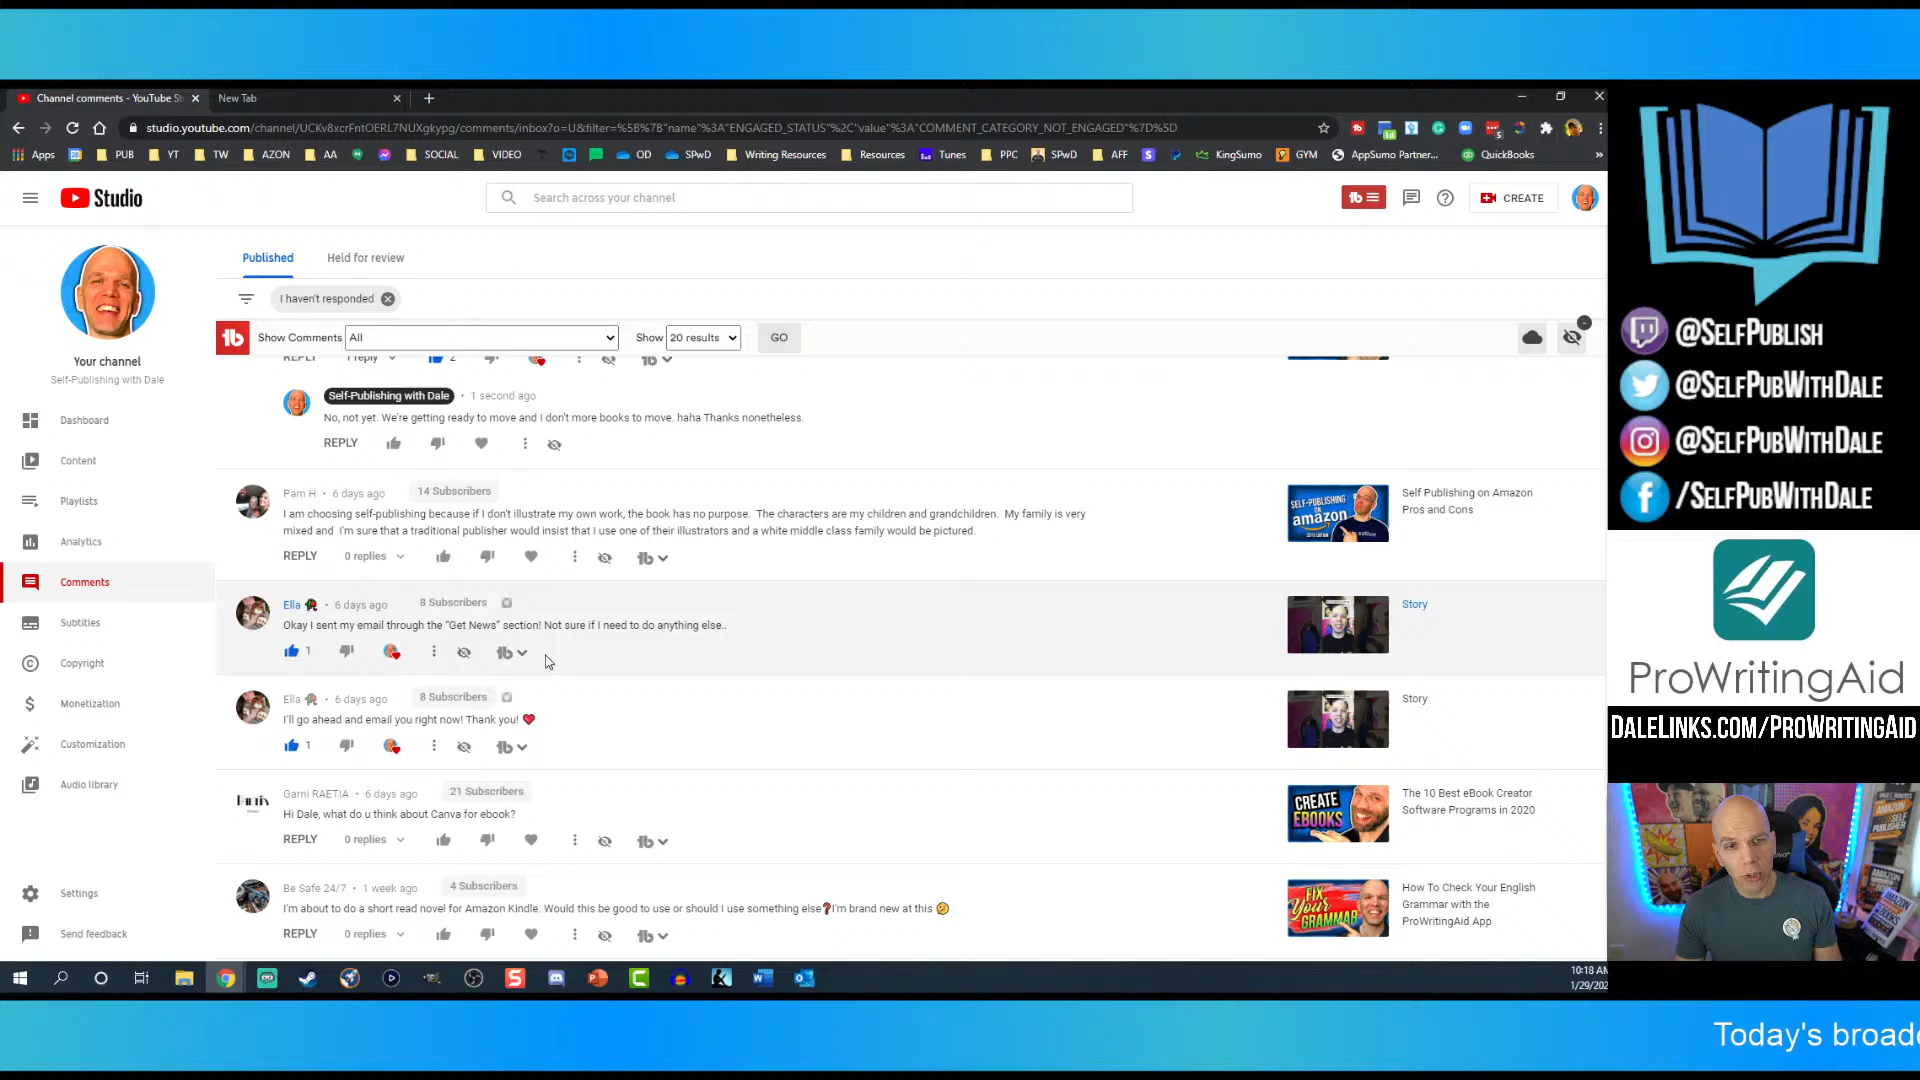 Channel comments - YouTube St
New Tab
studio.youtube.com/channel/UCKv8xcrFntOERL7NUXgkypg/comments/inbox?o=U&filter=%5B%7B"name"%3A"ENGAGED_STATUS"%2C"value"%3A"COMMENT_CATEGORY_NOT_ENGAGED"%7D%5D
Apps PUB YT TW AZON AA SOCIAL VIDEO OD SPwD Writing Resources Resources Tunes PPC SPwD AFF KingSumo GYM AppSumo Partner... QuickBooks »
Studio
Search across your channel
CREATE
Your channel
Self-Publishing with Dale
Dashboard
Content
Playlists
Analytics
Comments
Subtitles
Copyright
Monetization
Customization
Audio library
Settings
Send feedback
Published Held for review
I haven't responded
Show Comments All Show 20 results GO
REPLY 1 reply 2
Self-Publishing with Dale • 1 second ago
No, not yet. We're getting ready to move and I don't more books to move. haha Thanks nonetheless.
REPLY
Pam H • 6 days ago 14 Subscribers
I am choosing self-publishing because if I don't illustrate my own work, the book has no purpose. The characters are my children and grandchildren. My family is very
mixed and I'm sure that a traditional publisher would insist that I use one of their illustrators and a white middle class family would be pictured.
REPLY 0 replies
SELF-PUBLISHING
ON
amazon
Self Publishing on Amazon
Pros and Cons
Ella • 6 days ago 8 Subscribers
Okay I sent my email through the “Get News” section! Not sure if I need to do anything else..
1
Story
Ella • 6 days ago 8 Subscribers
I'll go ahead and email you right now! Thank you! ❤
1
Story
Garni RAETIA • 6 days ago 21 Subscribers
Hi Dale, what do u think about Canva for ebook?
REPLY 0 replies
CREATE
EBOOKS
The 10 Best eBook Creator
Software Programs in 2020
Be Safe 24/7 • 1 week ago 4 Subscribers
I'm about to do a short read novel for Amazon Kindle. Would this be good to use or should I use something else❓I'm brand new at this 🤔
REPLY 0 replies
FIX
Your
GRAMMAR
How To Check Your English
Grammar with the
ProWritingAid App
10:18 AM
1/29/202
@SELFPUBLISH
@SELFPUBWITHDALE
@SELFPUBWITHDALE
/SELFPUBWITHDALE
ProWritingAid
DALELINKS.COM/PROWRITINGAID
Today's broadc